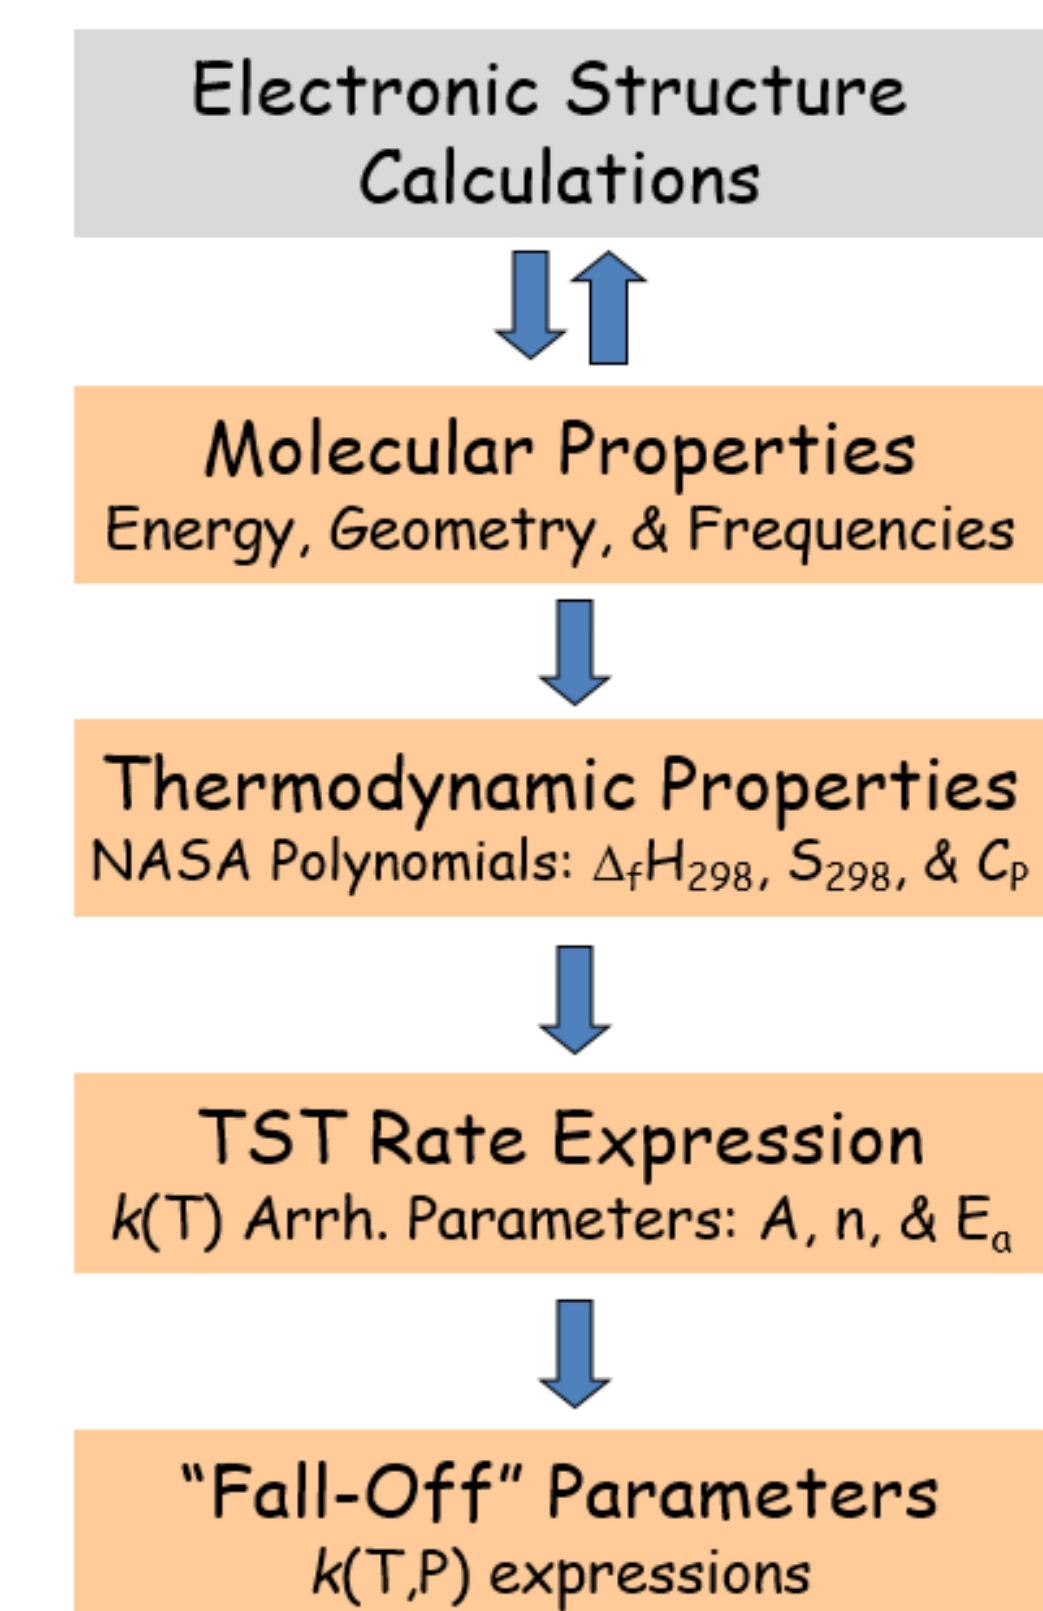 Electronic Structure
Calculations
Molecular Properties
Energy, Geometry, & Frequencies
Thermodynamic Properties
NASA Polynomials: ΔfH298, S298, & CP
TST Rate Expression
k(T) Arrh. Parameters: A, n, & Ea
“Fall-Off” Parameters
k(T,P) expressions